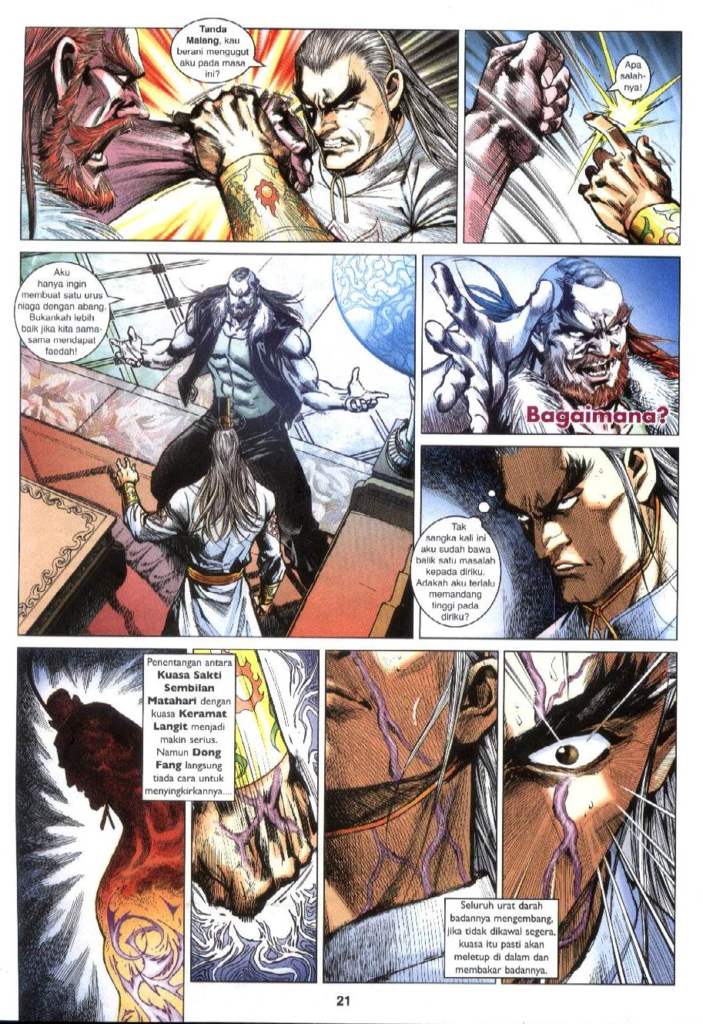 Tanda
Malang, kau
berani mengugut
aku pada masa
ini?
Apa
salah-
nya!
Aku
hanya ingin
membuat satu urus
niaga dengan abang.
Bukankah lebih
baik jika kita sama-
sama mendapat
faedah!
Bagaimana?
Tak
sangka kali ini
aku sudah bawa
balik satu masalah
kepada diriku.
Adakah aku terlalu
memandang
tinggi pada
diriku?
Penentangan antara
Kuasa Sakti
Sembilan
Matahari dengan
kuasa Keramat
Langit menjadi
makin serius.
Namun Dong
Fang langsung
tiada cara untuk
menyingkirkannya....
Seluruh urat darah
badannya mengembang,
jika tidak dikawal segera,
kuasa itu pasti akan
meletup di dalam dan
membakar badannya.
21